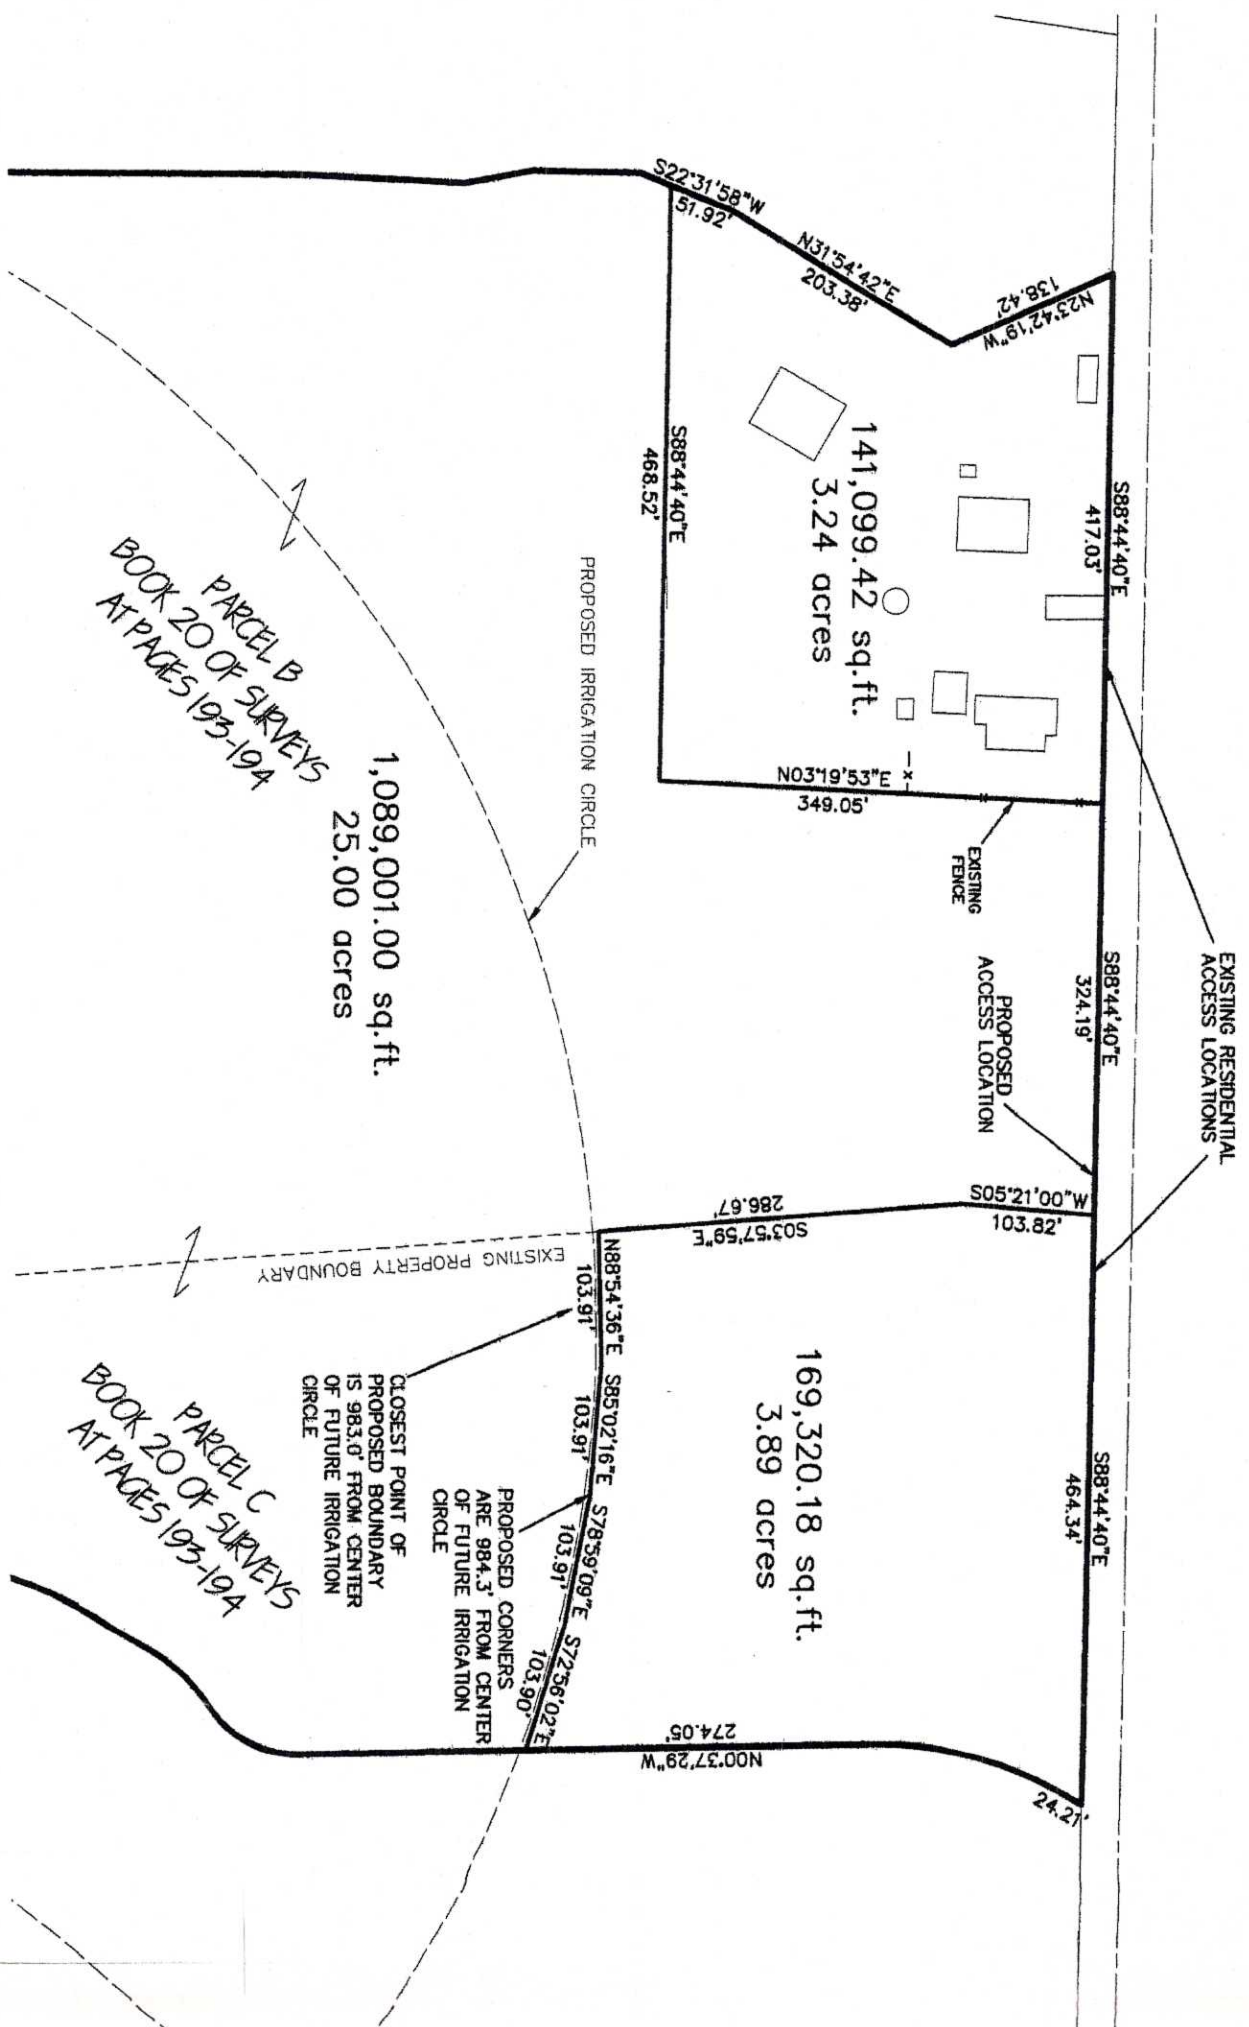 EXISTING RESIDENTIAL
ACCESS LOCATIONS
S88°44'40"E
417.03'
S88°44'40"E
324.19'
S88°44'40"E
464.34'
N23°42'19"W
138.42'
N31°54'42"E
203.38'
S22°31'58"W
51.92'
141,099.42 sq.ft.
3.24 acres
S88°44'40"E
468.52'
N03°19'53"E
349.05'
x
EXISTING
FENCE
PROPOSED
ACCESS LOCATION
S05°21'00"W
103.82'
286.67'
S03°57'59"E
169,320.18 sq.ft.
3.89 acres
24.21'
274.05'
N00°37'29"W
N88°54'36"E
103.91'
S85°02'16"E
103.91'
S78°59'09"E
103.91'
S72°56'02"E
103.90'
PROPOSED IRRIGATION CIRCLE
EXISTING PROPERTY BOUNDARY
CLOSEST POINT OF
PROPOSED BOUNDARY
IS 983.0' FROM CENTER
OF FUTURE IRRIGATION
CIRCLE
PROPOSED CORNERS
ARE 984.3' FROM CENTER
OF FUTURE IRRIGATION
CIRCLE
1,089,001.00 sq.ft.
25.00 acres
PARCEL B
BOOK 20 OF SURVEYS
AT PAGES 193-194
PARCEL C
BOOK 20 OF SURVEYS
AT PAGES 193-194